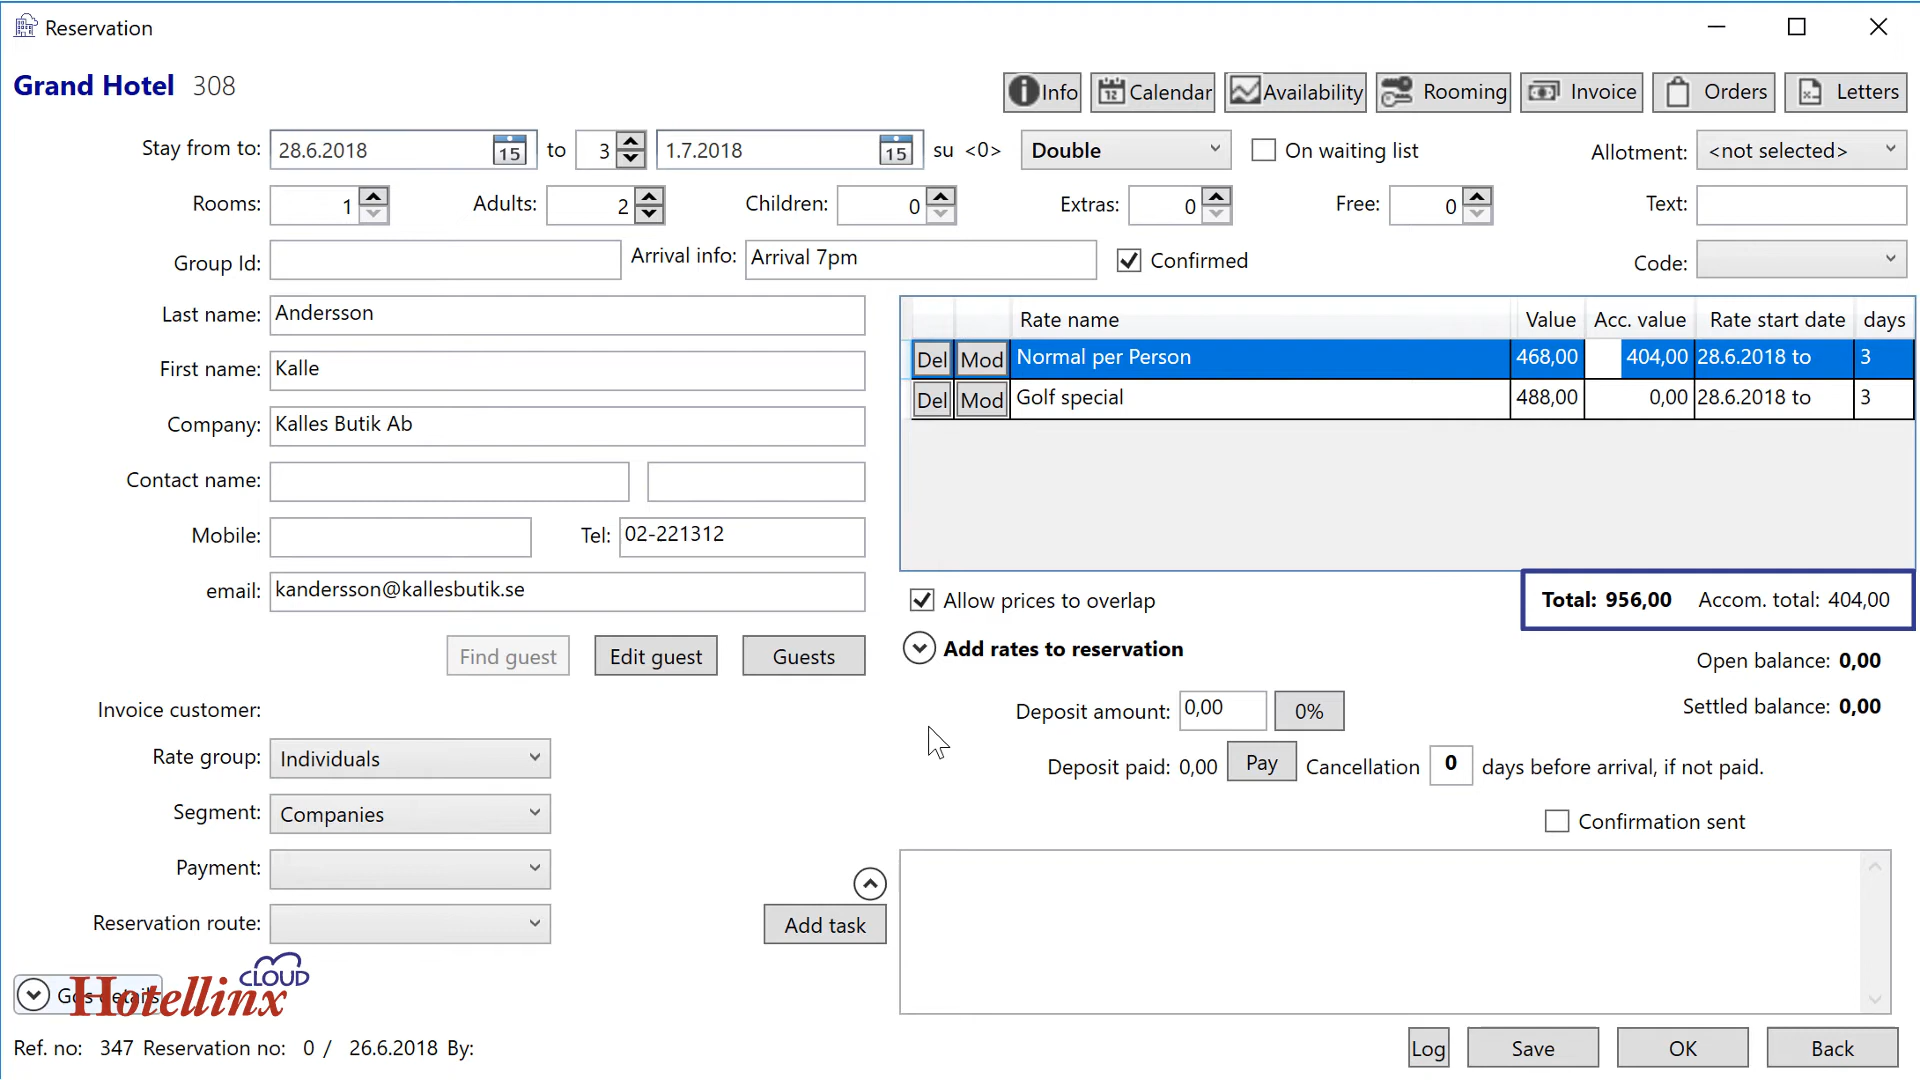 Reservation
Grand Hotel 308
Info Calendar Availability Rooming Invoice Orders Letters
Stay from to: 28.6.2018 15 to 3 1.7.2018 15 su <0> Double On waiting list Allotment: <not selected>
Rooms: 1 Adults: 2 Children: 0 Extras: 0 Free: 0 Text:
Group Id: Arrival info: Arrival 7pm Confirmed Code:
Last name: Andersson
First name: Kalle
Company: Kalles Butik Ab
Contact name:
Mobile: Tel: 02-221312
email: kandersson@kallesbutik.se
Find guest Edit guest Guests
Rate name Value Acc. value Rate start date days
Del Mod Normal per Person 468,00 404,00 28.6.2018 to 3
Del Mod Golf special 488,00 0,00 28.6.2018 to 3
Allow prices to overlap Total: 956,00 Accom. total: 404,00
Add rates to reservation
Open balance: 0,00
Settled balance: 0,00
Deposit amount: 0,00 0%
Deposit paid: 0,00 Pay Cancellation 0 days before arrival, if not paid.
Confirmation sent
Invoice customer:
Rate group: Individuals
Segment: Companies
Payment:
Reservation route:
Add task
Hotellinx CLOUD
Ref. no: 347 Reservation no: 0 / 26.6.2018 By:
Log Save OK Back